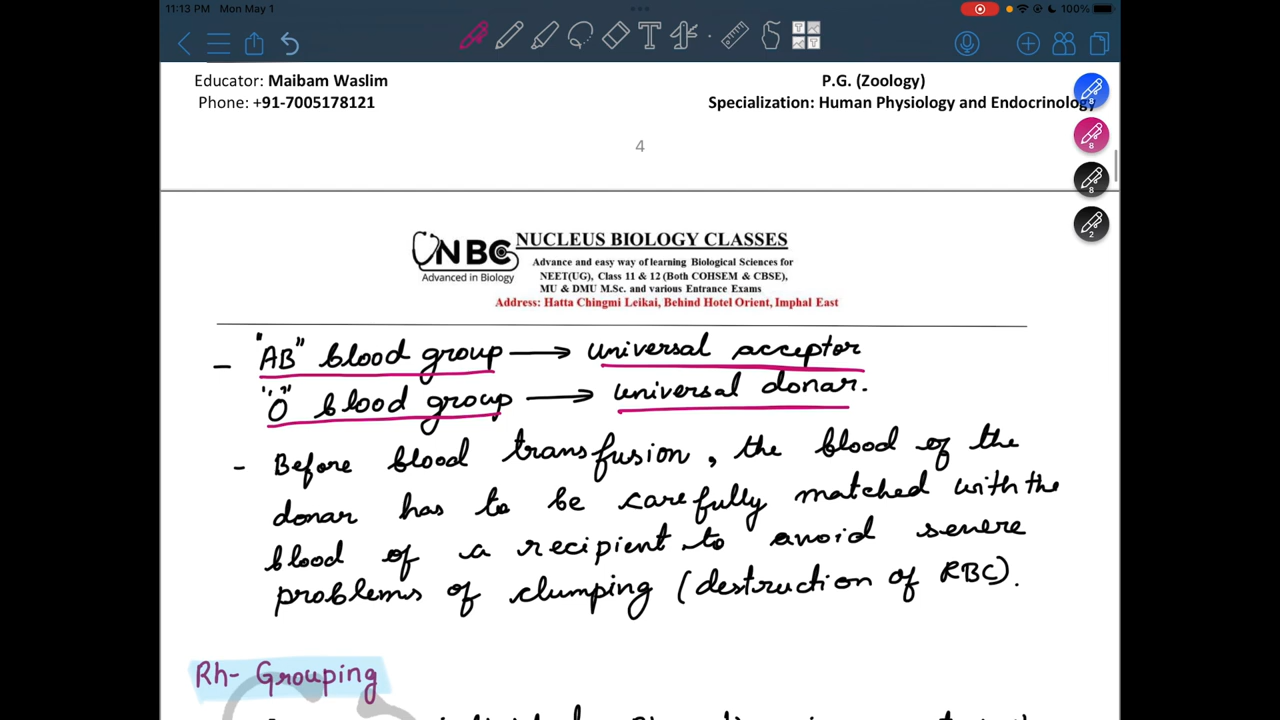 11:13 PM Mon May 1
100%
Educator: Maibam Waslim
Phone: +91-7005178121
P.G. (Zoology)
Specialization: Human Physiology and Endocrinology
8
8
8
2
4
NBC
Advanced in Biology
NUCLEUS BIOLOGY CLASSES
Advance and easy way of learning Biological Sciences for
NEET(UG), Class 11 & 12 (Both COHSEM & CBSE),
MU & DMU M.Sc. and various Entrance Exams
Address: Hatta Chingmi Leikai, Behind Hotel Orient, Imphal East
- "AB" blood group → universal acceptor
"O" blood group → universal donar.
- Before blood transfusion, the blood of the
donar has to be carefully matched with the
blood of a recipient to avoid severe
problems of clumping (destruction of RBC).
Rh- Grouping